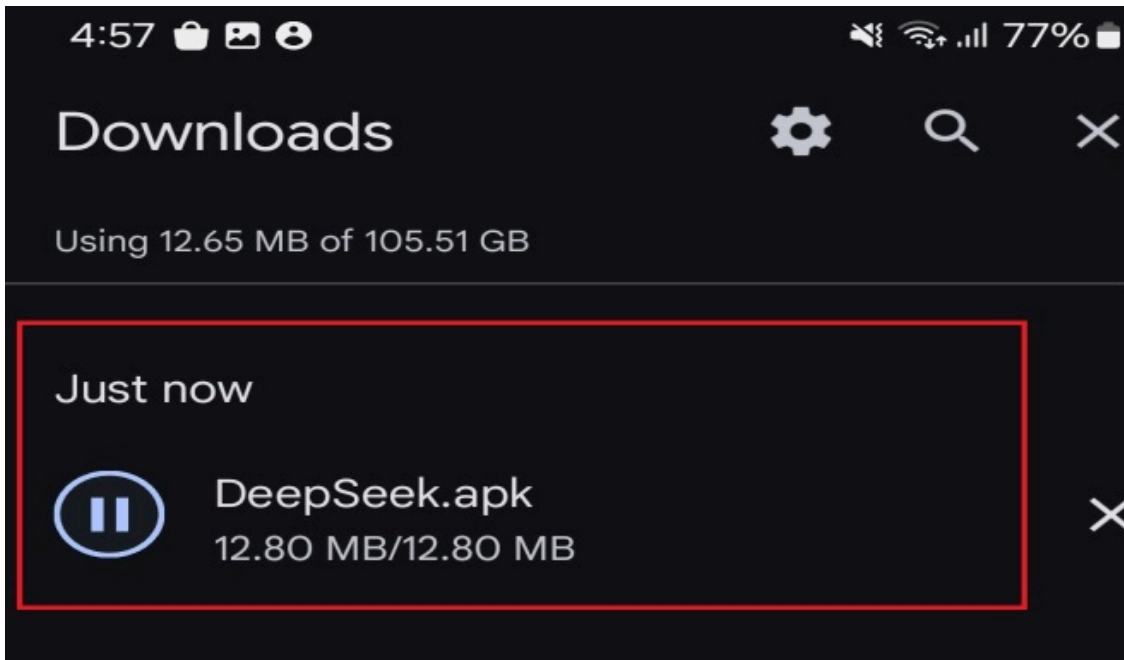 4:57 77%
Downloads
Using 12.65 MB of 105.51 GB
Just now
DeepSeek.apk
12.80 MB/12.80 MB